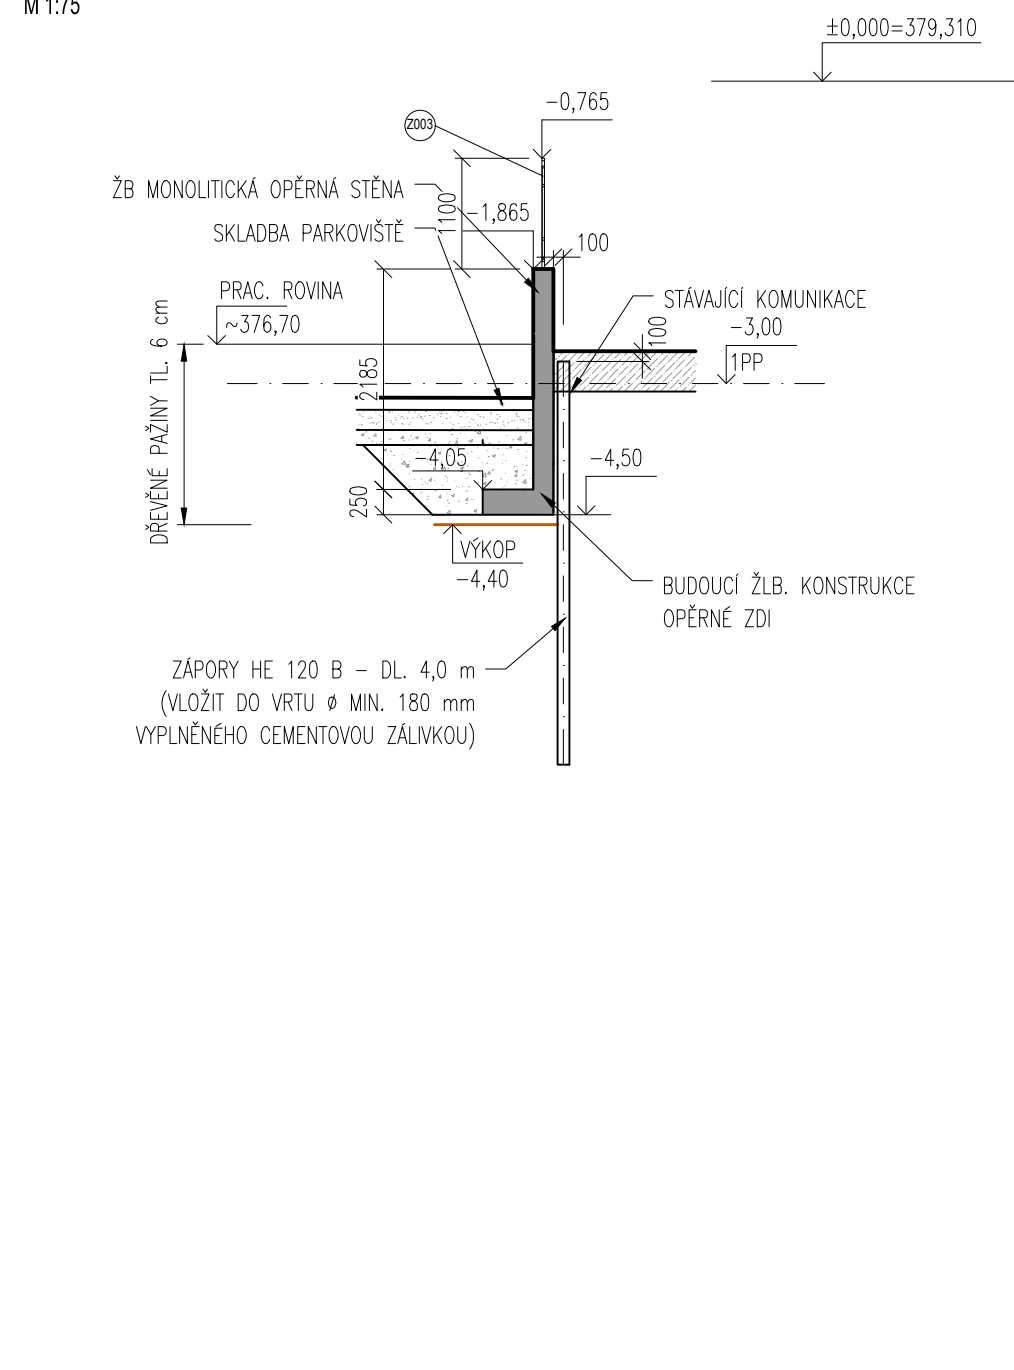 M 1:75
±0,000=379,310
-0,765
Z003
ŽB MONOLITICKÁ OPĚRNÁ STĚNA
1100
-1,865
SKLADBA PARKOVIŠTĚ
100
PRAC. ROVINA
~376,70
STÁVAJÍCÍ KOMUNIKACE
100
-3,00
1PP
DŘEVĚNÉ PAŽINY TL. 6 cm
2185
-4,05
-4,50
250
VÝKOP
-4,40
BUDOUCÍ ŽLB. KONSTRUKCE
OPĚRNÉ ZDI
ZÁPORY HE 120 B - DL. 4,0 m
(VLOŽIT DO VRTU ø MIN. 180 mm
VYPLNĚNÉHO CEMENTOVOU ZÁLIVKOU)